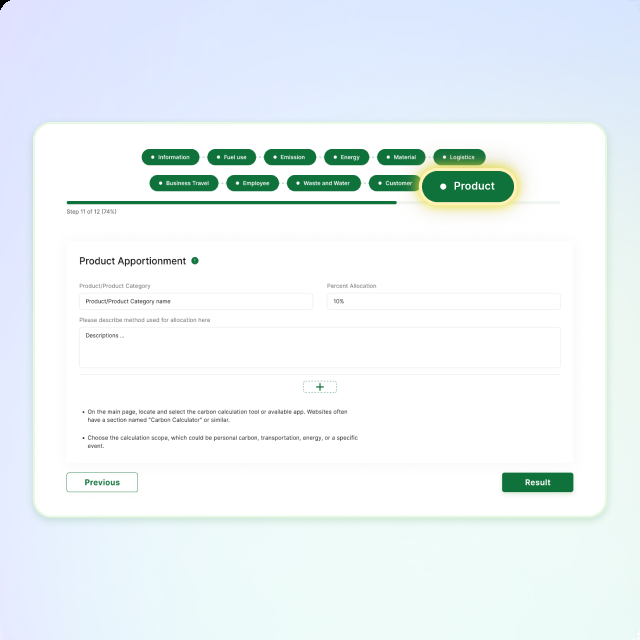 Information
Fuel use
Emission
Energy
Material
Logistics
Business Travel
Employee
Waste and Water
Customer
Product
Step 11 of 12 (74%)
Product Apportionment
Product/Product Category
Percent Allocation
Product/Product Category name
10%
Please describe method used for allocation here
Descriptions ...
• On the main page, locate and select the carbon calculation tool or available app. Websites often
have a section named "Carbon Calculator" or similar.
• Choose the calculation scope, which could be personal carbon, transportation, energy, or a specific
event.
Previous
Result